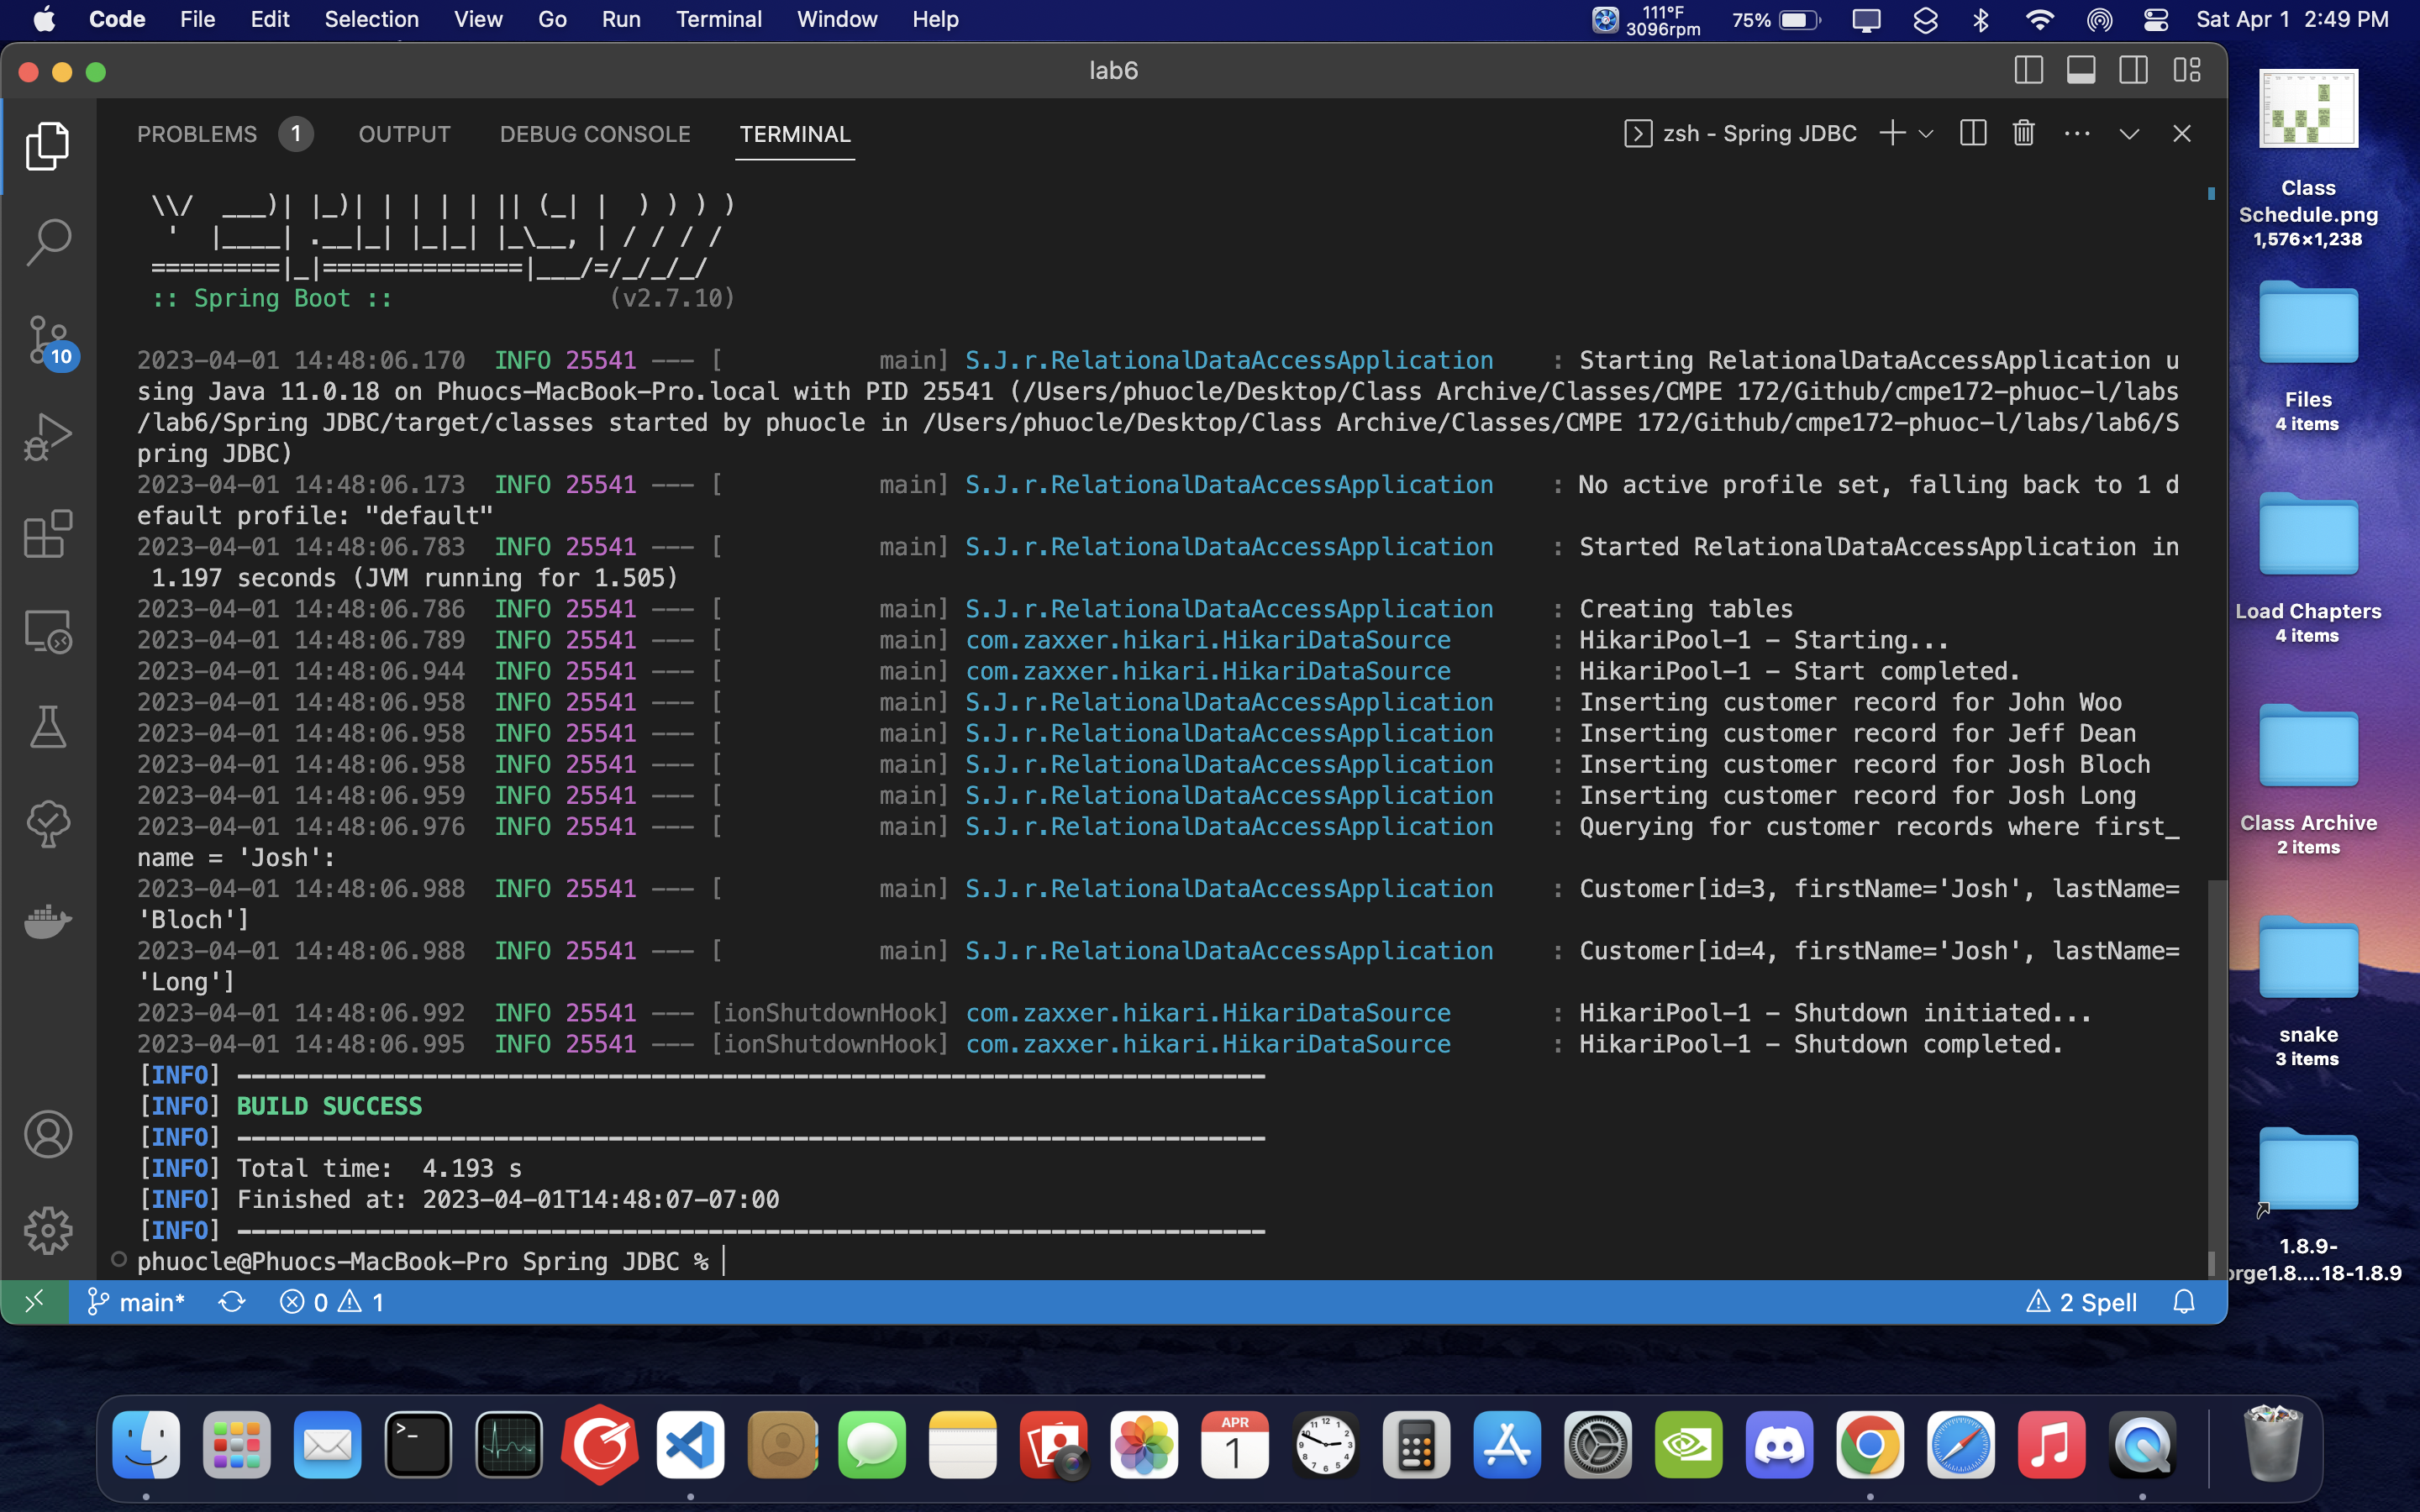 Code File Edit Selection View Go Run Terminal Window Help 111°F 3096rpm 75% Sat Apr 1 2:49 PM
lab6
PROBLEMS 1 OUTPUT DEBUG CONSOLE TERMINAL zsh - Spring JDBC
 \\/  ___)| |_)| | | | | || (_| |  ) ) ) )
  '  |____| .__|_| |_|_| |_\__, | / / / /
 =========|_|==============|___/=/_/_/_/
 :: Spring Boot ::                (v2.7.10)
2023-04-01 14:48:06.170  INFO 25541 --- [           main] S.J.r.RelationalDataAccessApplication    : Starting RelationalDataAccessApplication u
sing Java 11.0.18 on Phuocs-MacBook-Pro.local with PID 25541 (/Users/phuocle/Desktop/Class Archive/Classes/CMPE 172/Github/cmpe172-phuoc-l/labs
/lab6/Spring JDBC/target/classes started by phuocle in /Users/phuocle/Desktop/Class Archive/Classes/CMPE 172/Github/cmpe172-phuoc-l/labs/lab6/S
pring JDBC)
2023-04-01 14:48:06.173  INFO 25541 --- [           main] S.J.r.RelationalDataAccessApplication    : No active profile set, falling back to 1 d
efault profile: "default"
2023-04-01 14:48:06.783  INFO 25541 --- [           main] S.J.r.RelationalDataAccessApplication    : Started RelationalDataAccessApplication in
 1.197 seconds (JVM running for 1.505)
2023-04-01 14:48:06.786  INFO 25541 --- [           main] S.J.r.RelationalDataAccessApplication    : Creating tables
2023-04-01 14:48:06.789  INFO 25541 --- [           main] com.zaxxer.hikari.HikariDataSource       : HikariPool-1 - Starting...
2023-04-01 14:48:06.944  INFO 25541 --- [           main] com.zaxxer.hikari.HikariDataSource       : HikariPool-1 - Start completed.
2023-04-01 14:48:06.958  INFO 25541 --- [           main] S.J.r.RelationalDataAccessApplication    : Inserting customer record for John Woo
2023-04-01 14:48:06.958  INFO 25541 --- [           main] S.J.r.RelationalDataAccessApplication    : Inserting customer record for Jeff Dean
2023-04-01 14:48:06.958  INFO 25541 --- [           main] S.J.r.RelationalDataAccessApplication    : Inserting customer record for Josh Bloch
2023-04-01 14:48:06.959  INFO 25541 --- [           main] S.J.r.RelationalDataAccessApplication    : Inserting customer record for Josh Long
2023-04-01 14:48:06.976  INFO 25541 --- [           main] S.J.r.RelationalDataAccessApplication    : Querying for customer records where first_
name = 'Josh':
2023-04-01 14:48:06.988  INFO 25541 --- [           main] S.J.r.RelationalDataAccessApplication    : Customer[id=3, firstName='Josh', lastName=
'Bloch']
2023-04-01 14:48:06.988  INFO 25541 --- [           main] S.J.r.RelationalDataAccessApplication    : Customer[id=4, firstName='Josh', lastName=
'Long']
2023-04-01 14:48:06.992  INFO 25541 --- [ionShutdownHook] com.zaxxer.hikari.HikariDataSource       : HikariPool-1 - Shutdown initiated...
2023-04-01 14:48:06.995  INFO 25541 --- [ionShutdownHook] com.zaxxer.hikari.HikariDataSource       : HikariPool-1 - Shutdown completed.
[INFO] ------------------------------------------------------------------------
[INFO] BUILD SUCCESS
[INFO] ------------------------------------------------------------------------
[INFO] Total time:  4.193 s
[INFO] Finished at: 2023-04-01T14:48:07-07:00
[INFO] ------------------------------------------------------------------------
phuocle@Phuocs-MacBook-Pro Spring JDBC %
10
main* 0 1 2 Spell
Class
Schedule.png
1,576×1,238
Files
4 items
Load Chapters
4 items
Class Archive
2 items
snake
3 items
1.8.9-
orge1.8....18-1.8.9
APR
1